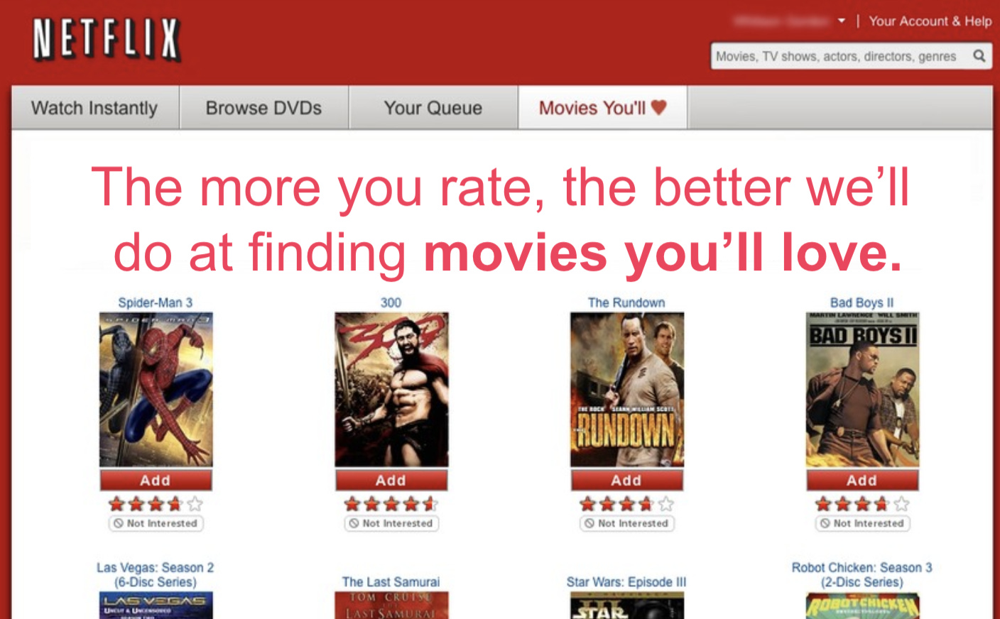 NETFLIX
| Your Account & Help
Movies, TV shows, actors, directors, genres
Watch Instantly
Browse DVDs
Your Queue
Movies You'll ♥
The more you rate, the better we’ll
do at finding movies you’ll love.
Spider-Man 3
300
The Rundown
Bad Boys II
SPIDER-MAN 3
300
THE ROCK SEANN WILLIAM SCOTT
RUNDOWN
MARTIN LAWRENCE WILL SMITH
BAD BOYS II
Add
Add
Add
Add
Not Interested
Not Interested
Not Interested
Not Interested
Las Vegas: Season 2
(6-Disc Series)
The Last Samurai
Star Wars: Episode III
Robot Chicken: Season 3
(2-Disc Series)
LAS VEGAS
UNCUT & UNCENSORED
SEASON TWO
TOM CRUISE
LAST SAMURAI
III
STAR
ROBOT CHICKEN